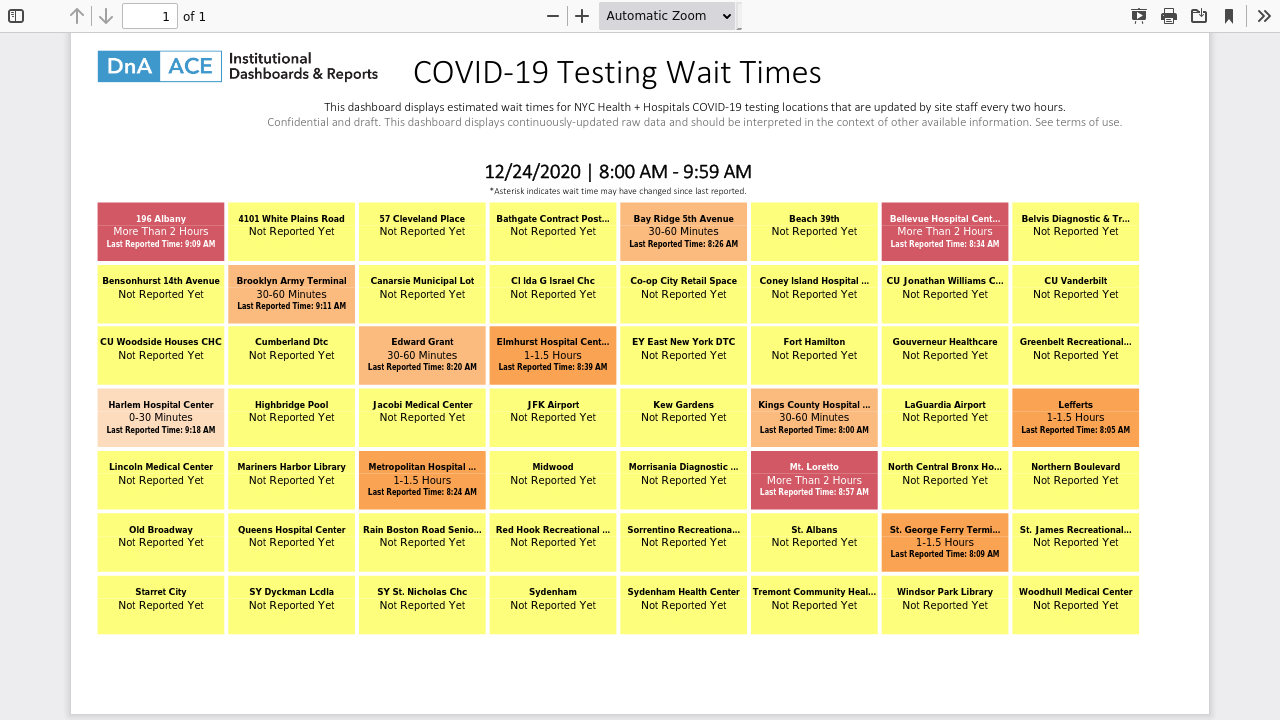 1 of 1 Automatic Zoom
DnA ACE Institutional
Dashboards & Reports
COVID-19 Testing Wait Times
This dashboard displays estimated wait times for NYC Health + Hospitals COVID-19 testing locations that are updated by site staff every two hours.
Confidential and draft. This dashboard displays continuously-updated raw data and should be interpreted in the context of other available information. See terms of use.
12/24/2020 | 8:00 AM - 9:59 AM
*Asterisk indicates wait time may have changed since last reported.
196 Albany
More Than 2 Hours
Last Reported Time: 9:09 AM
4101 White Plains Road
Not Reported Yet
57 Cleveland Place
Not Reported Yet
Bathgate Contract Post...
Not Reported Yet
Bay Ridge 5th Avenue
30-60 Minutes
Last Reported Time: 8:26 AM
Beach 39th
Not Reported Yet
Bellevue Hospital Cent...
More Than 2 Hours
Last Reported Time: 8:34 AM
Belvis Diagnostic & Tr...
Not Reported Yet
Bensonhurst 14th Avenue
Not Reported Yet
Brooklyn Army Terminal
30-60 Minutes
Last Reported Time: 9:11 AM
Canarsie Municipal Lot
Not Reported Yet
Cl Ida G Israel Chc
Not Reported Yet
Co-op City Retail Space
Not Reported Yet
Coney Island Hospital ...
Not Reported Yet
CU Jonathan Williams C...
Not Reported Yet
CU Vanderbilt
Not Reported Yet
CU Woodside Houses CHC
Not Reported Yet
Cumberland Dtc
Not Reported Yet
Edward Grant
30-60 Minutes
Last Reported Time: 8:20 AM
Elmhurst Hospital Cent...
1-1.5 Hours
Last Reported Time: 8:39 AM
EY East New York DTC
Not Reported Yet
Fort Hamilton
Not Reported Yet
Gouverneur Healthcare
Not Reported Yet
Greenbelt Recreational...
Not Reported Yet
Harlem Hospital Center
0-30 Minutes
Last Reported Time: 9:18 AM
Highbridge Pool
Not Reported Yet
Jacobi Medical Center
Not Reported Yet
JFK Airport
Not Reported Yet
Kew Gardens
Not Reported Yet
Kings County Hospital ...
30-60 Minutes
Last Reported Time: 8:00 AM
LaGuardia Airport
Not Reported Yet
Lefferts
1-1.5 Hours
Last Reported Time: 8:05 AM
Lincoln Medical Center
Not Reported Yet
Mariners Harbor Library
Not Reported Yet
Metropolitan Hospital ...
1-1.5 Hours
Last Reported Time: 8:24 AM
Midwood
Not Reported Yet
Morrisania Diagnostic ...
Not Reported Yet
Mt. Loretto
More Than 2 Hours
Last Reported Time: 8:57 AM
North Central Bronx Ho...
Not Reported Yet
Northern Boulevard
Not Reported Yet
Old Broadway
Not Reported Yet
Queens Hospital Center
Not Reported Yet
Rain Boston Road Senio...
Not Reported Yet
Red Hook Recreational ...
Not Reported Yet
Sorrentino Recreationa...
Not Reported Yet
St. Albans
Not Reported Yet
St. George Ferry Termi...
1-1.5 Hours
Last Reported Time: 8:09 AM
St. James Recreational...
Not Reported Yet
Starret City
Not Reported Yet
SY Dyckman Lcdla
Not Reported Yet
SY St. Nicholas Chc
Not Reported Yet
Sydenham
Not Reported Yet
Sydenham Health Center
Not Reported Yet
Tremont Community Heal...
Not Reported Yet
Windsor Park Library
Not Reported Yet
Woodhull Medical Center
Not Reported Yet